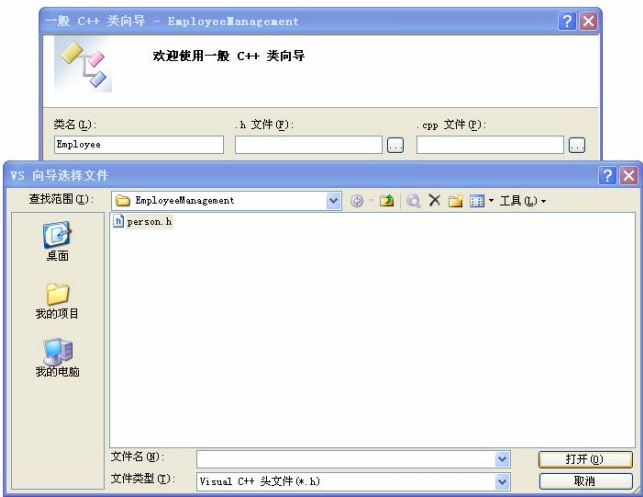 一般 C++ 类向导 - EmployeeManagement
欢迎使用一般 C++ 类向导
类名(L):
.h 文件(F):
.cpp 文件(P):
Employee
...
...
VS 向导选择文件
查找范围(I):
EmployeeManagement
工具(L)
person.h
桌面
我的项目
我的电脑
文件名(N):
打开(O)
文件类型(T):
Visual C++ 头文件(*.h)
取消